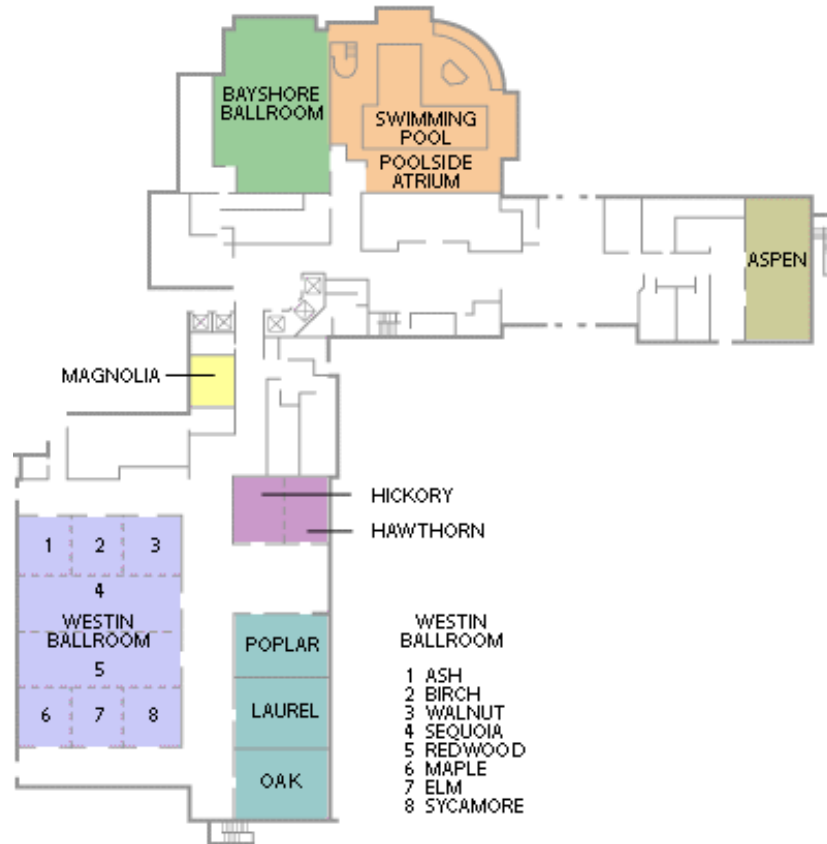 BAYSHORE
BALLROOM
SWIMMING
POOL
POOLSIDE
ATRIUM
ASPEN
MAGNOLIA
HICKORY
HAWTHORN
1 2 3
4
WESTIN
BALLROOM
5
6 7 8
POPLAR
LAUREL
OAK
WESTIN
BALLROOM
1 ASH
2 BIRCH
3 WALNUT
4 SEQUOIA
5 REDWOOD
6 MAPLE
7 ELM
8 SYCAMORE